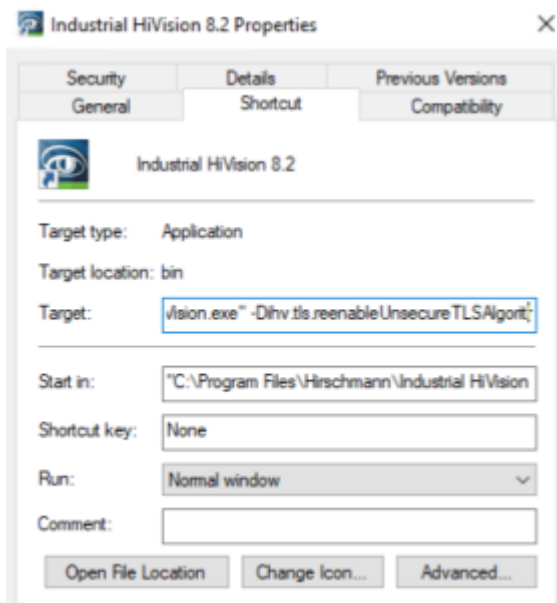 Industrial HiVision 8.2 Properties
Security Details Previous Versions
General Shortcut Compatibility
Industrial HiVision 8.2
Target type: Application
Target location: bin
Target: Vision.exe" -Dihv.tls.reenableUnsecureTLSAlgorit
Start in: "C:\Program Files\Hirschmann\Industrial HiVision
Shortcut key: None
Run: Normal window
Comment:
Open File Location Change Icon... Advanced...